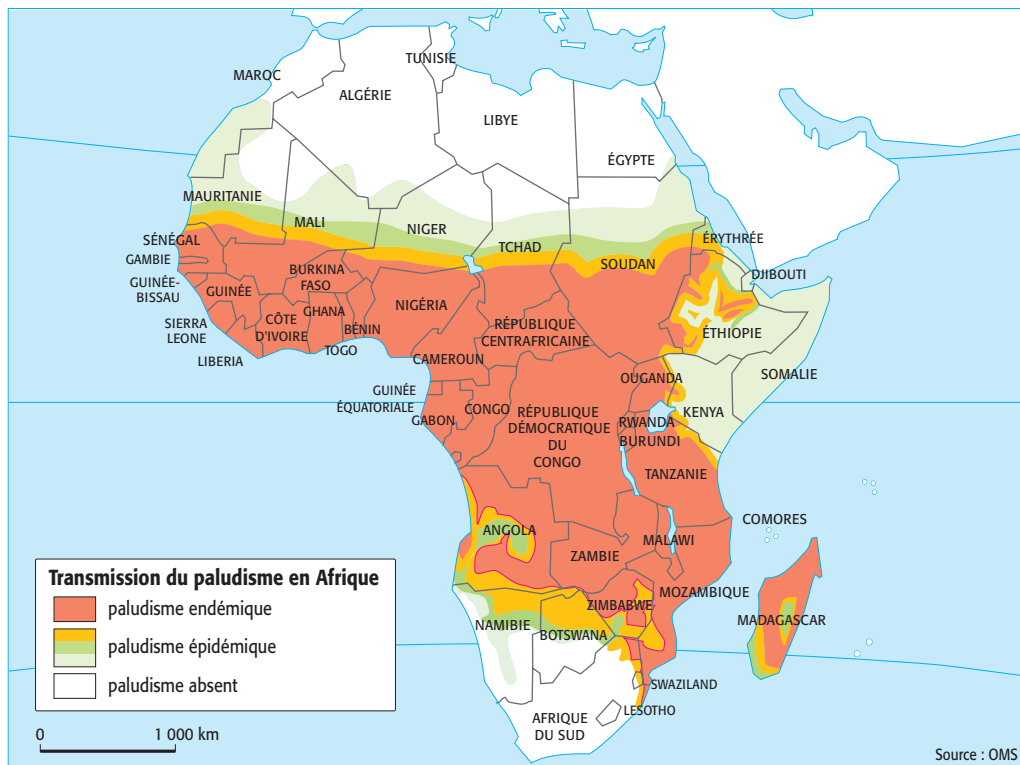 TUNISIE
MAROC
ALGÉRIE
LIBYE
ÉGYPTE
MAURITANIE
MALI
NIGER
TCHAD
SOUDAN
ÉRYTHRÉE
SÉNÉGAL
GAMBIE
GUINÉE-
BISSAU
GUINÉE
BURKINA
FASO
DJIBOUTI
SIERRA
LEONE
CÔTE
D'IVOIRE
GHANA
BÉNIN
TOGO
NIGÉRIA
LIBERIA
RÉPUBLIQUE
CENTRAFRICAINE
ÉTHIOPIE
CAMEROUN
SOMALIE
OUGANDA
GUINÉE
ÉQUATORIALE
GABON
CONGO
RÉPUBLIQUE
DÉMOCRATIQUE
DU
CONGO
RWANDA
BURUNDI
KENYA
TANZANIE
COMORES
ANGOLA
ZAMBIE
MALAWI
MOZAMBIQUE
ZIMBABWE
MADAGASCAR
NAMIBIE
BOTSWANA
SWAZILAND
LESOTHO
AFRIQUE
DU SUD
Transmission du paludisme en Afrique
paludisme endémique
paludisme épidémique
paludisme absent
0 1 000 km
Source : OMS